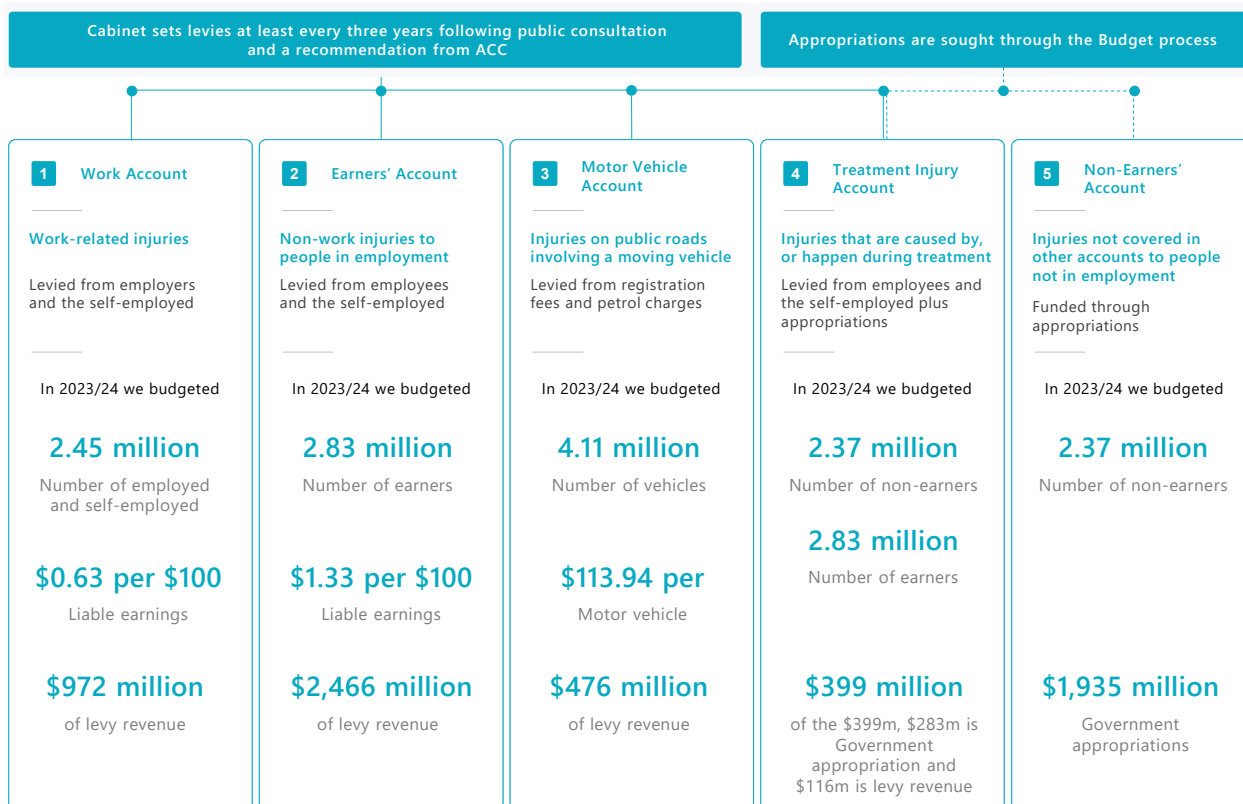 Cabinet sets levies at least every three years following public consultation
and a recommendation from ACC
Appropriations are sought through the Budget process
1
Work Account
Work-related injuries
Levied from employers
and the self-employed
In 2023/24 we budgeted
2.45 million
Number of employed
and self-employed
$0.63 per $100
Liable earnings
$972 million
of levy revenue
2
Earners’ Account
Non-work injuries to
people in employment
Levied from employees
and the self-employed
In 2023/24 we budgeted
2.83 million
Number of earners
$1.33 per $100
Liable earnings
$2,466 million
of levy revenue
3
Motor Vehicle
Account
Injuries on public roads
involving a moving vehicle
Levied from registration
fees and petrol charges
In 2023/24 we budgeted
4.11 million
Number of vehicles
$113.94 per
Motor vehicle
$476 million
of levy revenue
4
Treatment Injury
Account
Injuries that are caused by,
or happen during treatment
Levied from employees and
the self-employed plus
appropriations
In 2023/24 we budgeted
2.37 million
Number of non-earners
2.83 million
Number of earners
$399 million
of the $399m, $283m is
Government
appropriation and
$116m is levy revenue
5
Non-Earners’
Account
Injuries not covered in
other accounts to people
not in employment
Funded through
appropriations
In 2023/24 we budgeted
2.37 million
Number of non-earners
$1,935 million
Government
appropriations